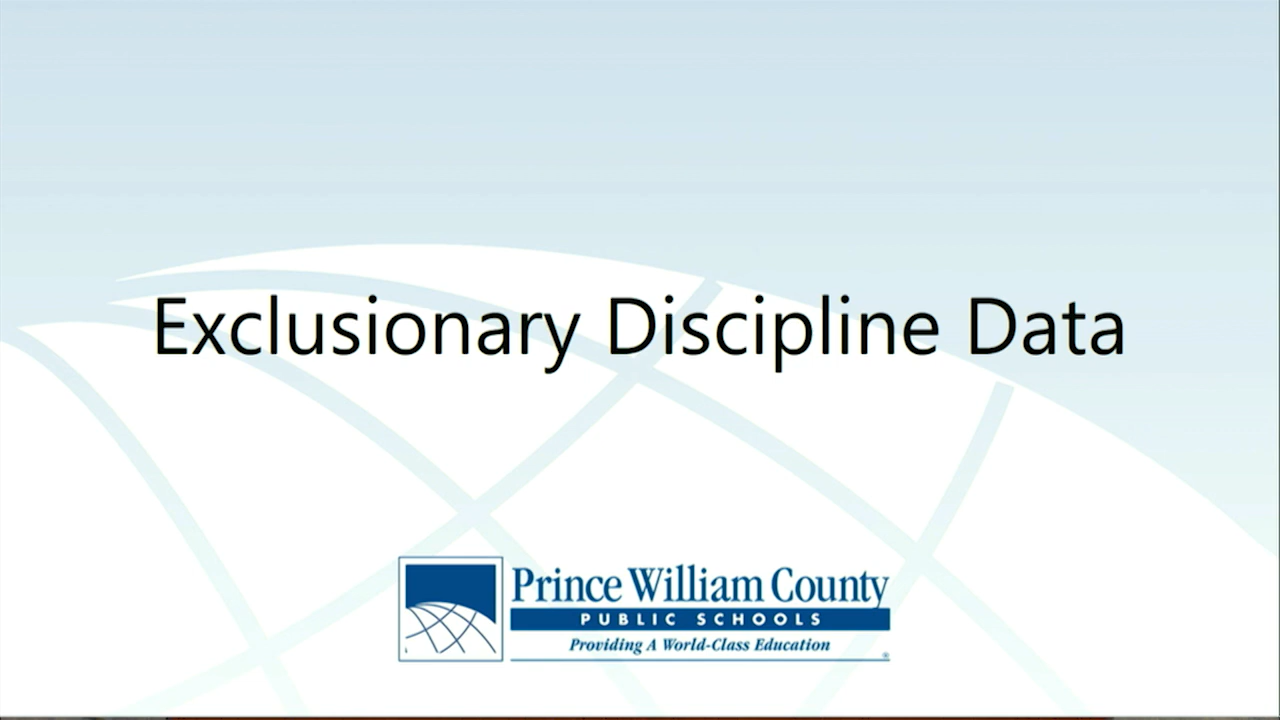 Exclusionary Discipline Data
Prince William County
PUBLIC SCHOOLS
Providing A World-Class Education
®